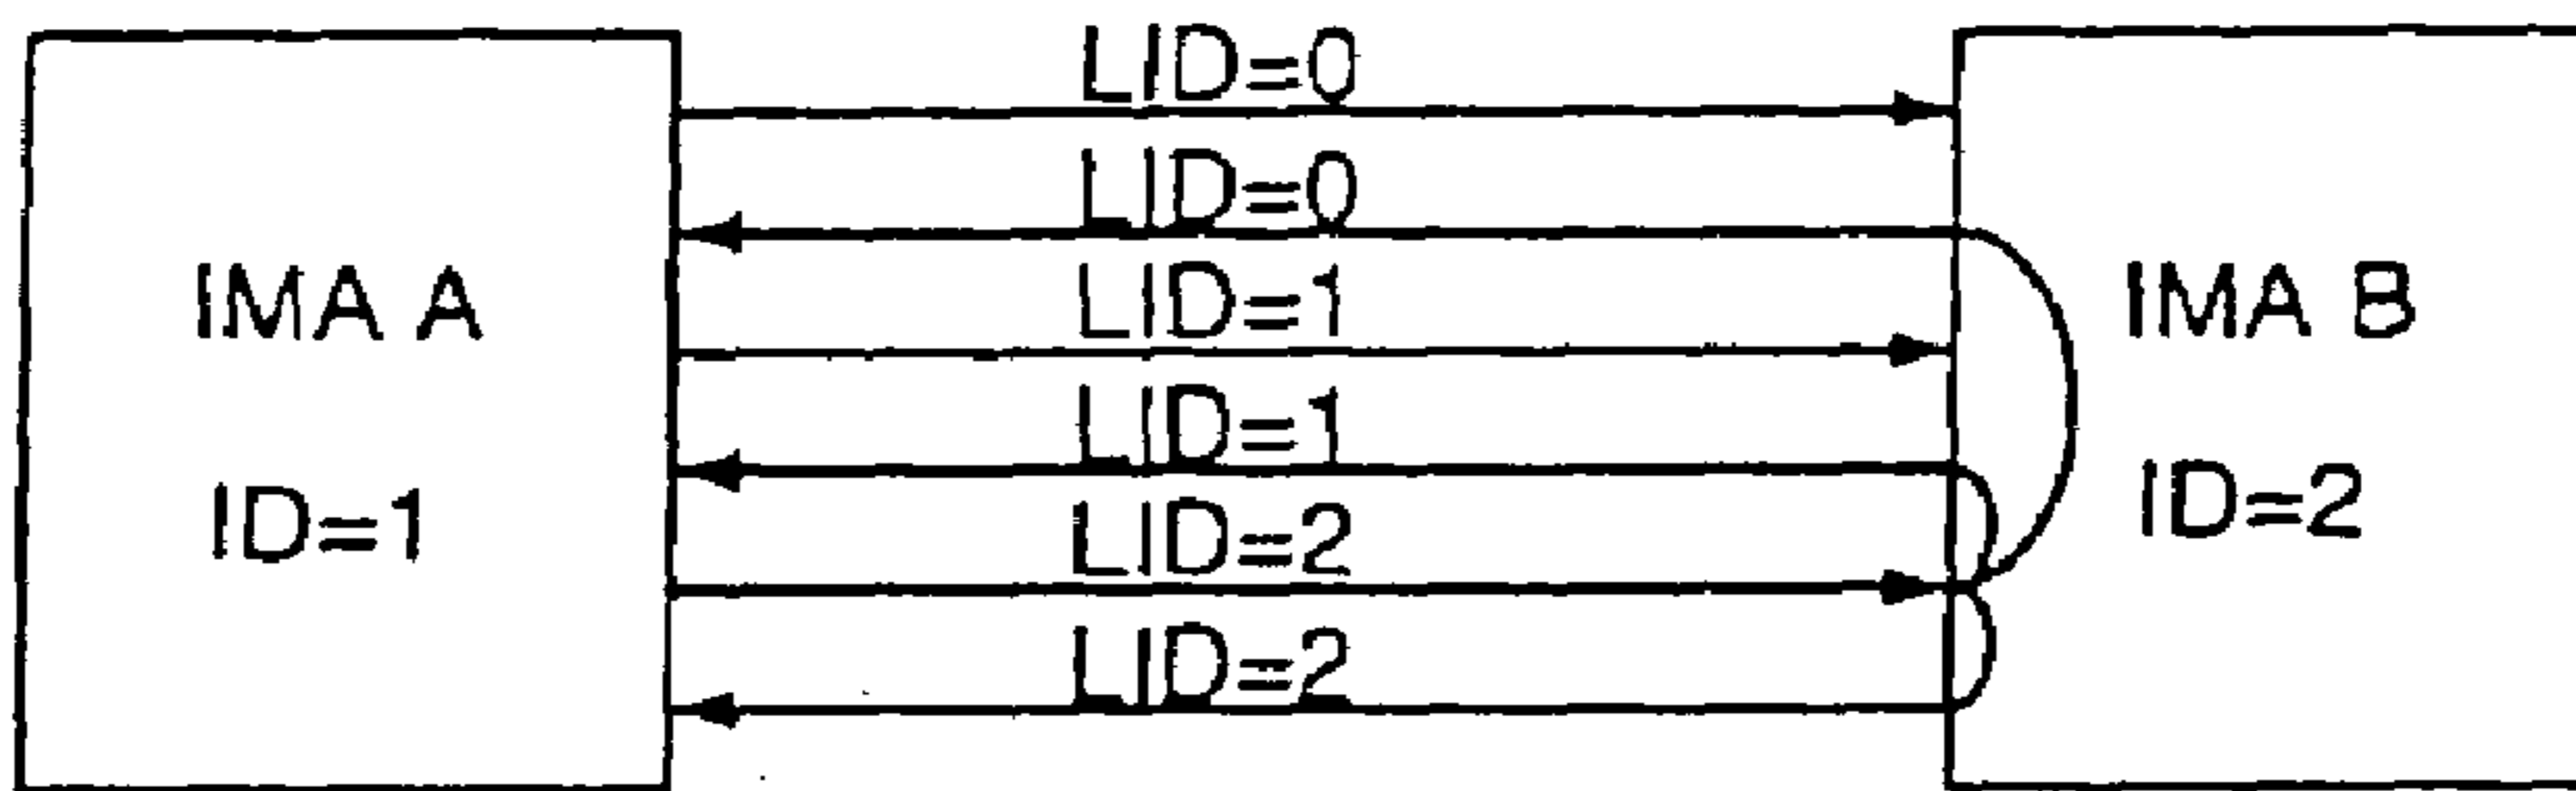 IMA A
ID=1
LID=0
LID=0
LID=1
LID=1
LID=2
LID=2
IMA B
ID=2